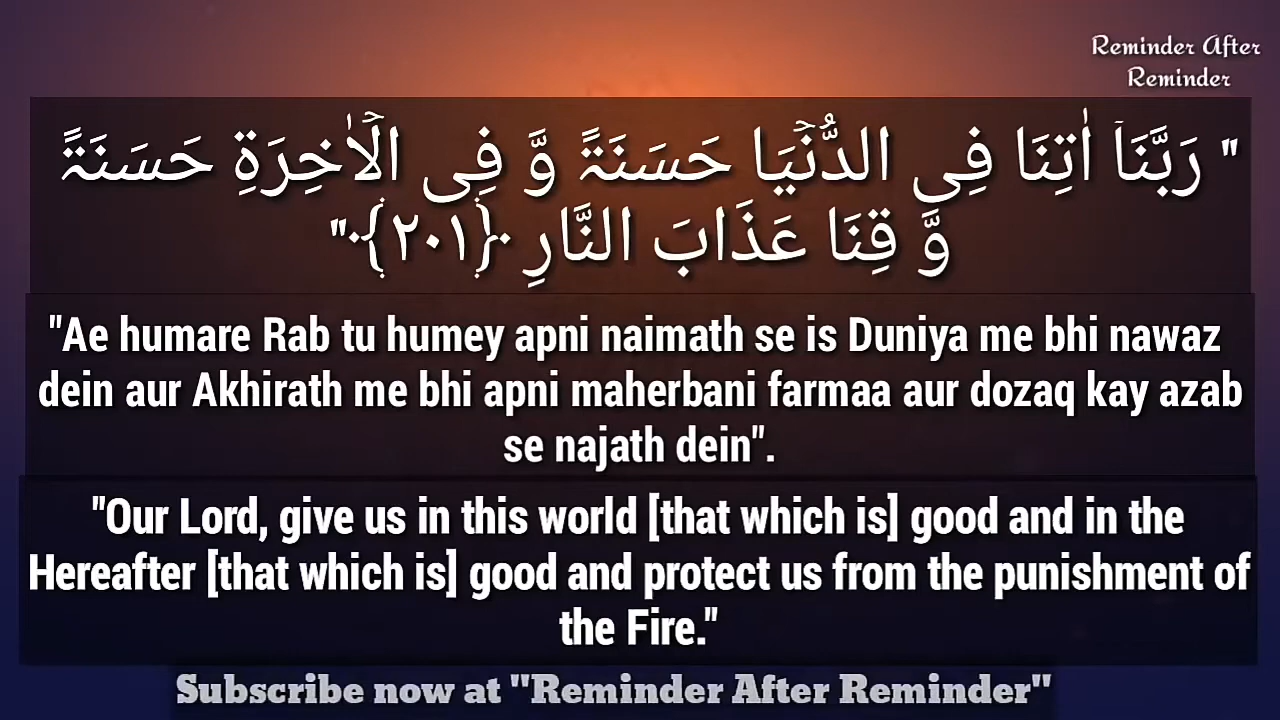 Reminder After
Reminder
" رَبَّنَاۤ اٰتِنَا فِی الدُّنۡیَا حَسَنَۃً وَّ فِی الۡاٰخِرَۃِ حَسَنَۃً
وَّ قِنَا عَذَابَ النَّارِ ﴿۲۰۱﴾"
"Ae humare Rab tu humey apni naimath se is Duniya me bhi nawaz
dein aur Akhirath me bhi apni maherbani farmaa aur dozaq kay azab
se najath dein".
"Our Lord, give us in this world [that which is] good and in the
Hereafter [that which is] good and protect us from the punishment of
the Fire."
Subscribe now at "Reminder After Reminder"